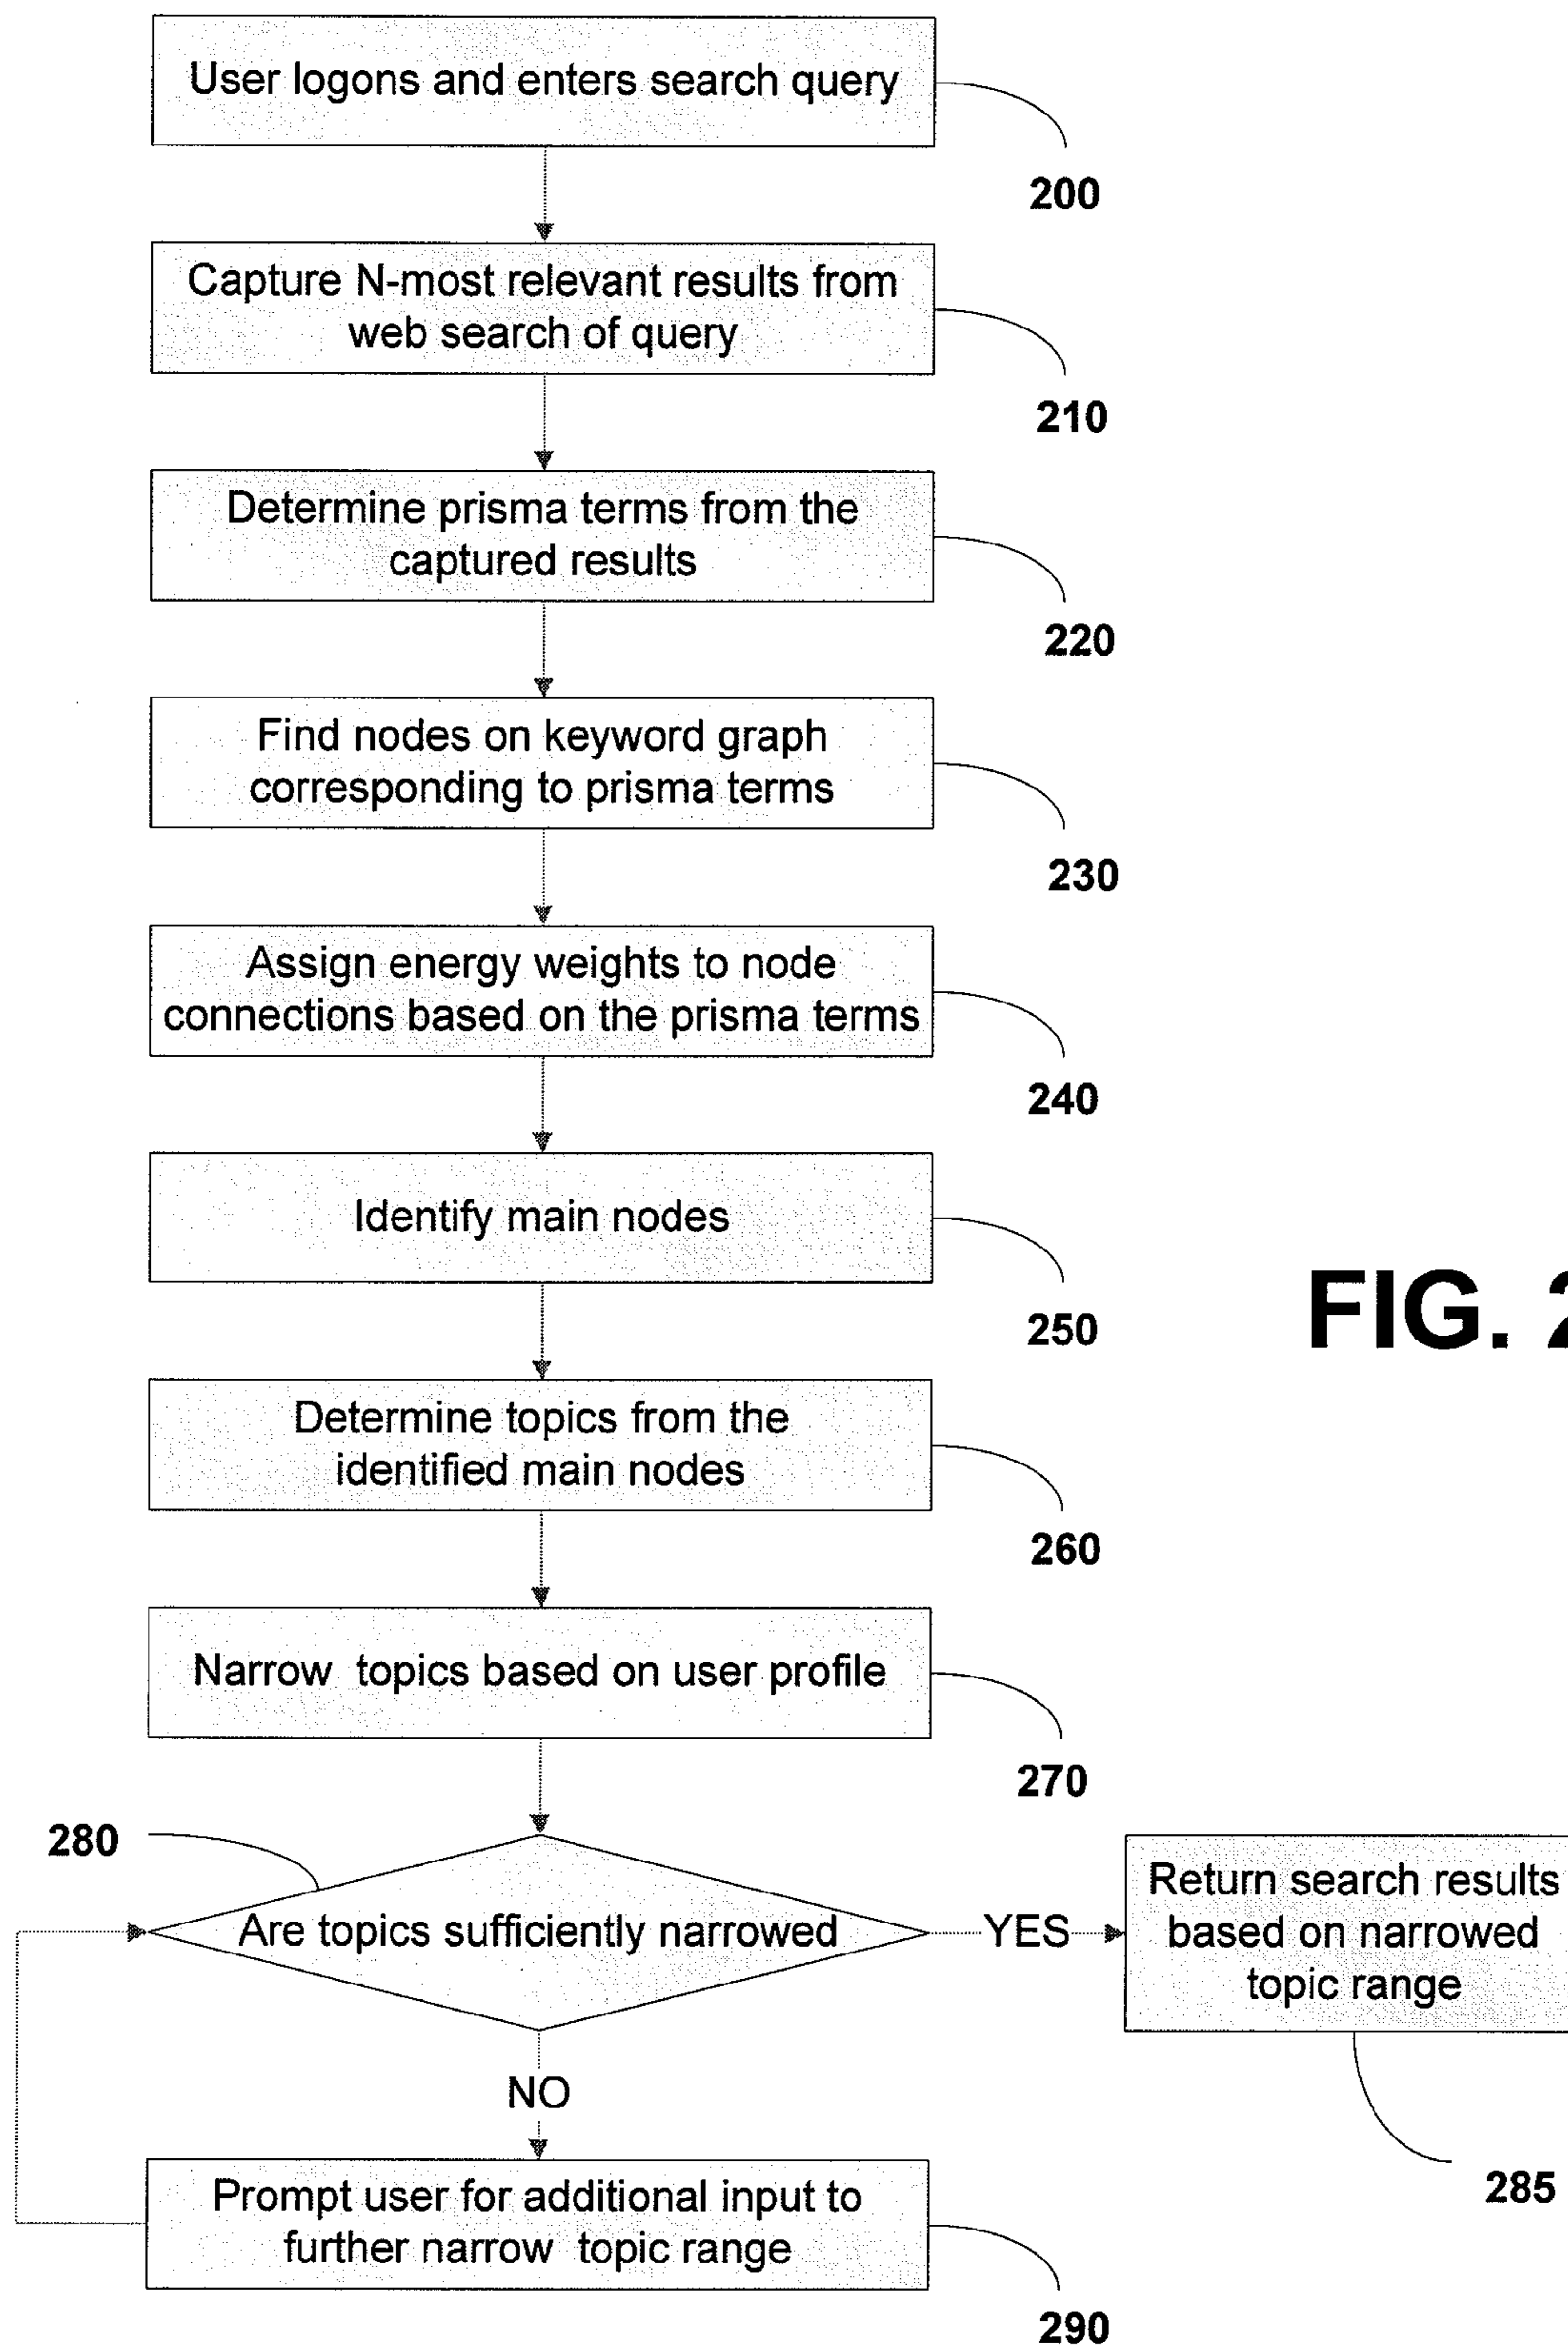 User logons and enters search query
200
Capture N-most relevant results from
web search of query
210
Determine prisma terms from the
captured results
220
Find nodes on keyword graph
corresponding to prisma terms
230
Assign energy weights to node
connections based on the prisma terms
240
Identify main nodes
250
FIG. 2
Determine topics from the
identified main nodes
260
Narrow topics based on user profile
270
280
Are topics sufficiently narrowed
YES
Return search results
based on narrowed
topic range
285
NO
Prompt user for additional input to
further narrow topic range
290